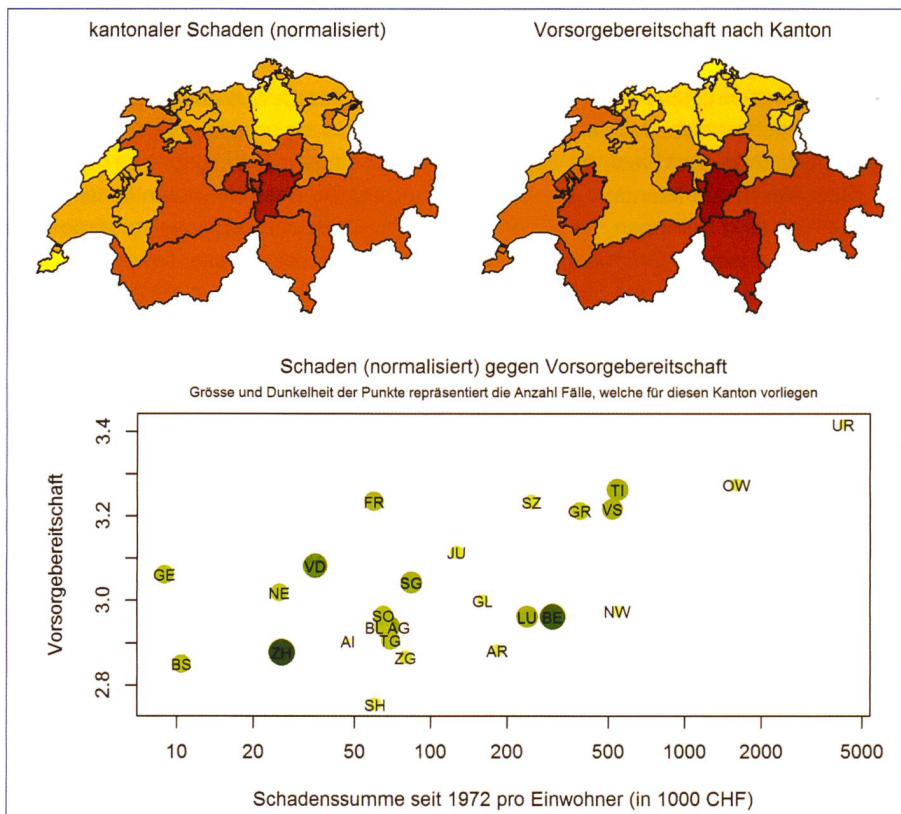 kantonaler Schaden (normalisiert)
Vorsorgebereitschaft nach Kanton
Schaden (normalisiert) gegen Vorsorgebereitschaft
Grösse und Dunkelheit der Punkte repräsentiert die Anzahl Fälle, welche für diesen Kanton vorliegen
Vorsorgebereitschaft
3.4
3.2
3.0
2.8
UR
OW
TI
FR
SZ
GR
VS
JU
VD
GE
SG
NE
GL
NW
SO
LU
BE
BL
AG
TG
AI
ZH
ZG
AR
BS
SH
10
20
50
100
200
500
1000
2000
5000
Schadenssumme seit 1972 pro Einwohner (in 1000 CHF)